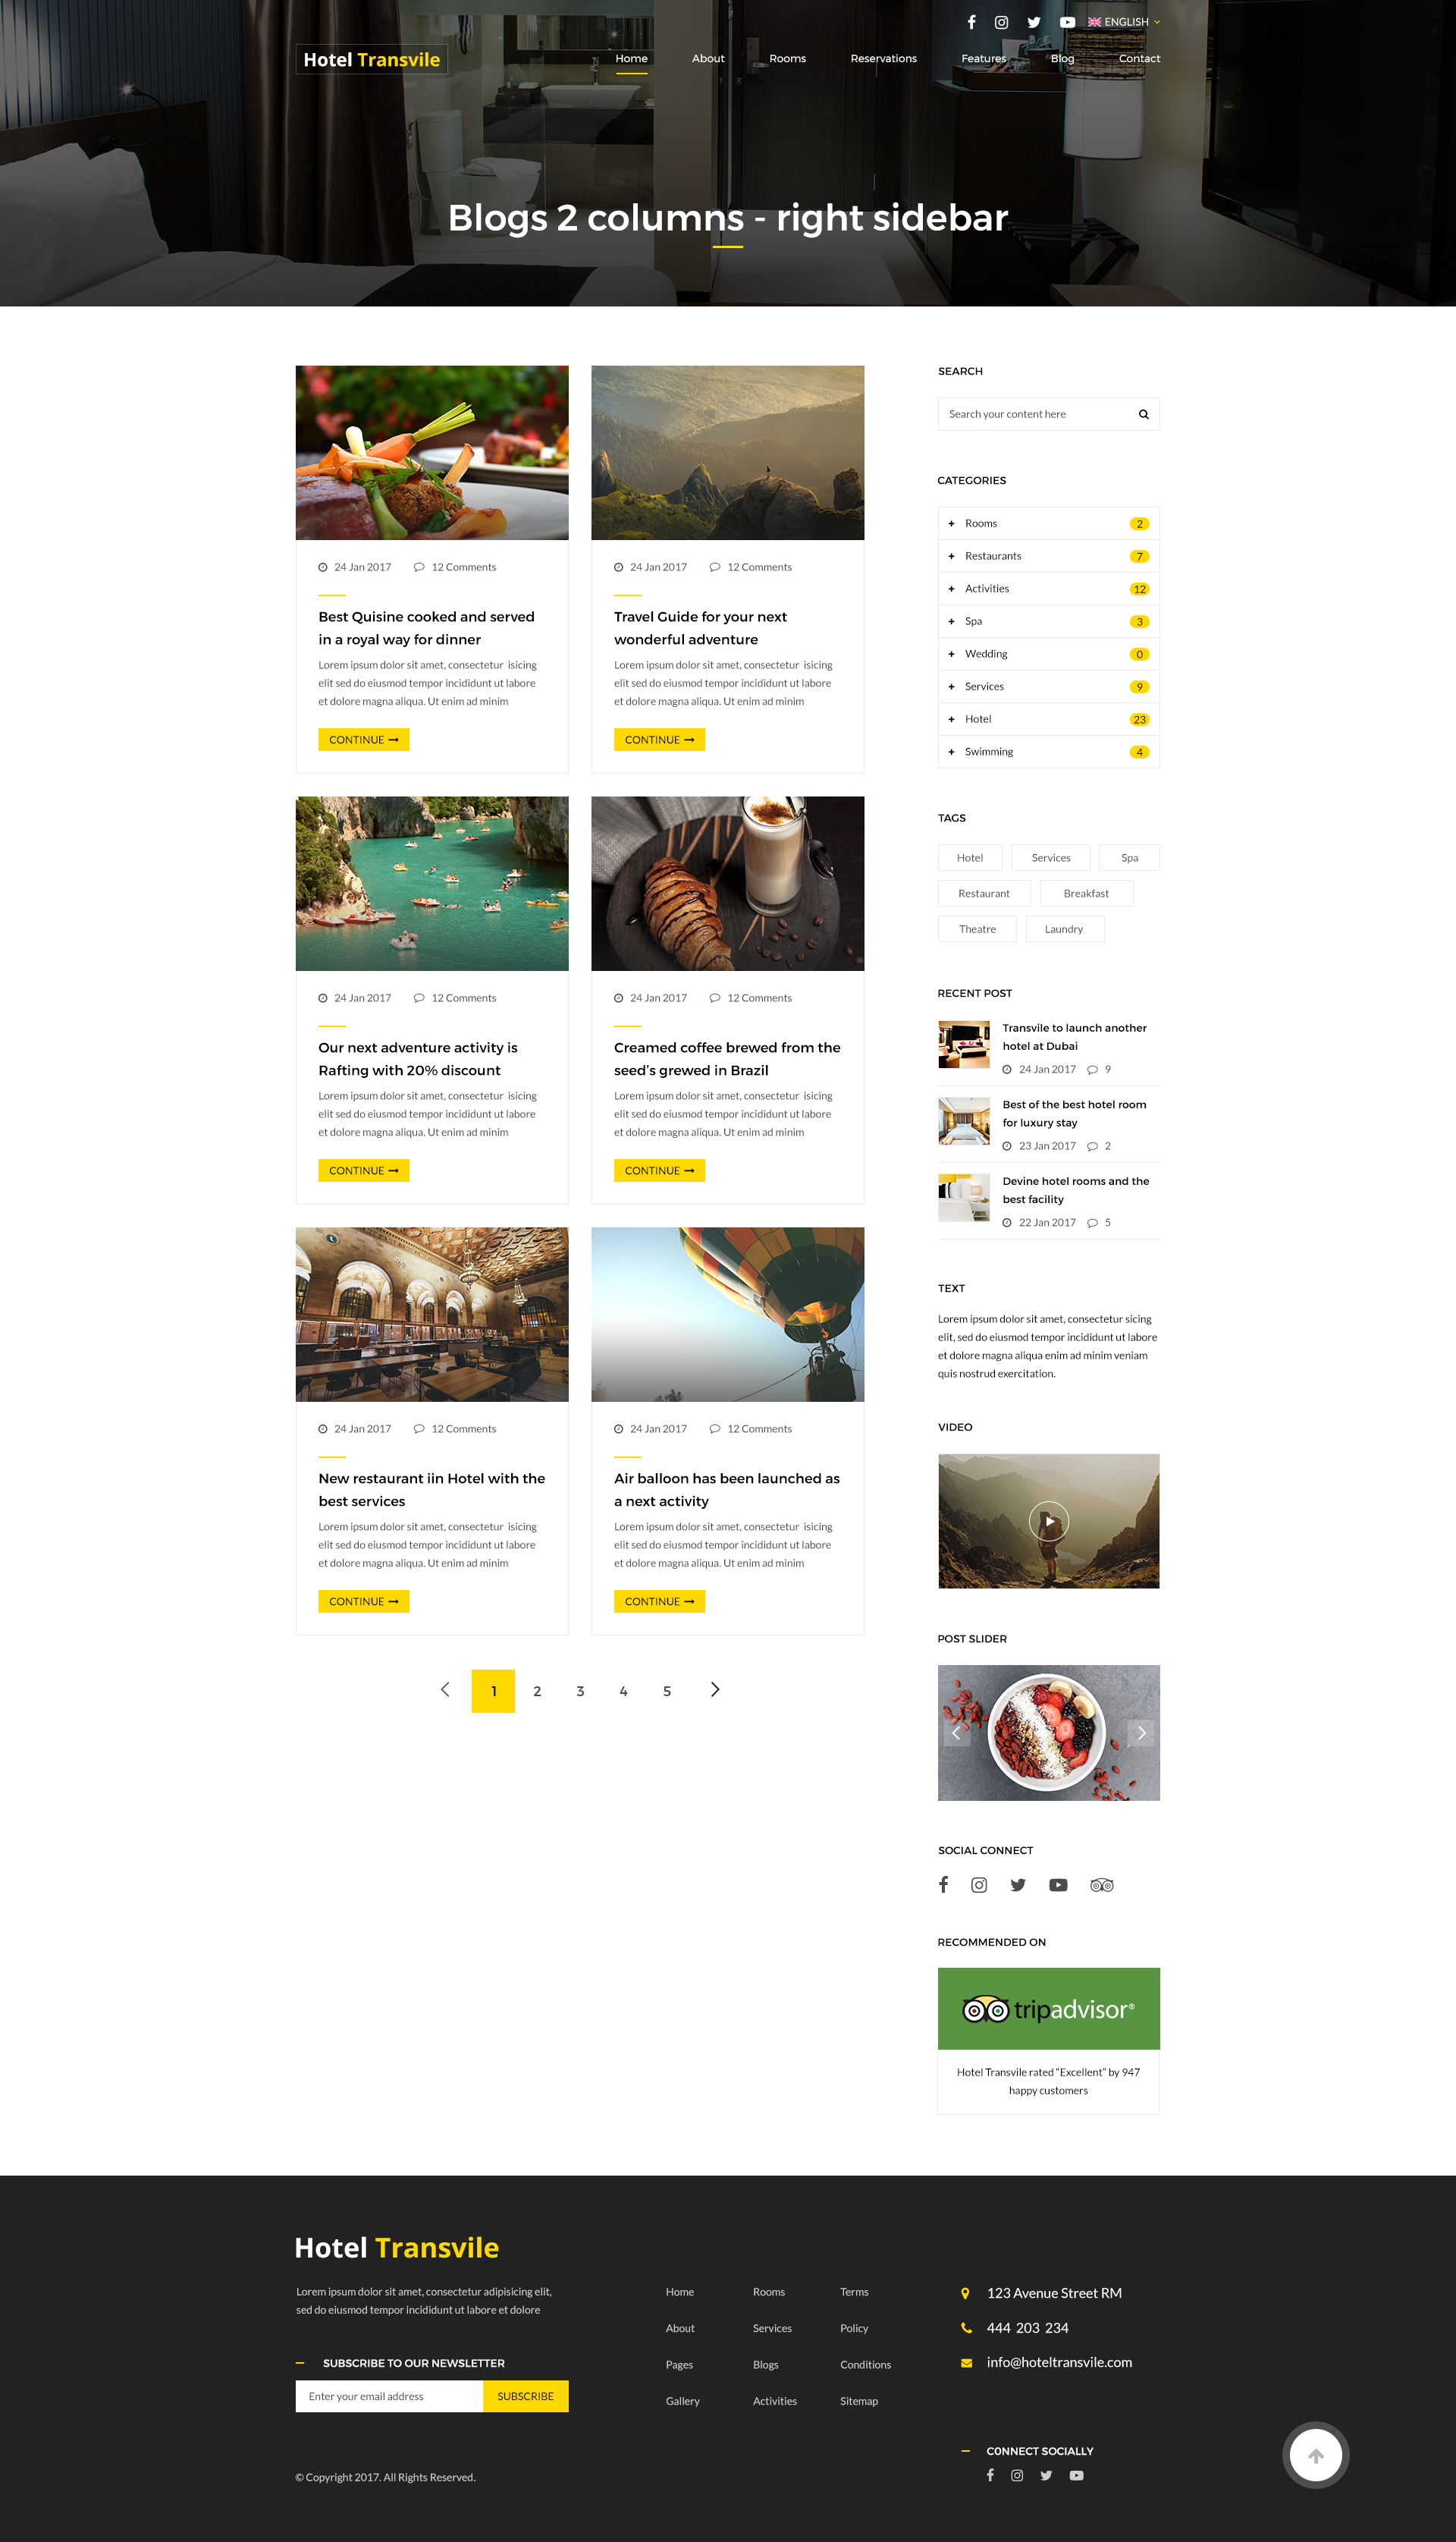 ENGLISH
Hotel Transvile
Home About Rooms Reservations Features Blog Contact
Blogs 2 columns - right sidebar
24 Jan 2017 12 Comments
Best Quisine cooked and served
in a royal way for dinner
Lorem ipsum dolor sit amet, consectetur isicing
elit sed do eiusmod tempor incididunt ut labore
et dolore magna aliqua. Ut enim ad minim
CONTINUE
24 Jan 2017 12 Comments
Travel Guide for your next
wonderful adventure
Lorem ipsum dolor sit amet, consectetur isicing
elit sed do eiusmod tempor incididunt ut labore
et dolore magna aliqua. Ut enim ad minim
CONTINUE
24 Jan 2017 12 Comments
Our next adventure activity is
Rafting with 20% discount
Lorem ipsum dolor sit amet, consectetur isicing
elit sed do eiusmod tempor incididunt ut labore
et dolore magna aliqua. Ut enim ad minim
CONTINUE
24 Jan 2017 12 Comments
Creamed coffee brewed from the
seed's grewed in Brazil
Lorem ipsum dolor sit amet, consectetur isicing
elit sed do eiusmod tempor incididunt ut labore
et dolore magna aliqua. Ut enim ad minim
CONTINUE
24 Jan 2017 12 Comments
New restaurant iin Hotel with the
best services
Lorem ipsum dolor sit amet, consectetur isicing
elit sed do eiusmod tempor incididunt ut labore
et dolore magna aliqua. Ut enim ad minim
CONTINUE
24 Jan 2017 12 Comments
Air balloon has been launched as
a next activity
Lorem ipsum dolor sit amet, consectetur isicing
elit sed do eiusmod tempor incididunt ut labore
et dolore magna aliqua. Ut enim ad minim
CONTINUE
1 2 3 4 5
SEARCH
Search your content here
CATEGORIES
+ Rooms 2
+ Restaurants 7
+ Activities 12
+ Spa 3
+ Wedding 0
+ Services 9
+ Hotel 23
+ Swimming 4
TAGS
Hotel Services Spa
Restaurant Breakfast
Theatre Laundry
RECENT POST
Transvile to launch another
hotel at Dubai
24 Jan 2017 9
Best of the best hotel room
for luxury stay
23 Jan 2017 2
Devine hotel rooms and the
best facility
22 Jan 2017 5
TEXT
Lorem ipsum dolor sit amet, consectetur sicing
elit, sed do eiusmod tempor incididunt ut labore
et dolore magna aliqua enim ad minim veniam
quis nostrud exercitation.
VIDEO
POST SLIDER
SOCIAL CONNECT
RECOMMENDED ON
tripadvisor®
Hotel Transvile rated “Excellent” by 947
happy customers
Hotel Transvile
Lorem ipsum dolor sit amet, consectetur adipisicing elit,
sed do eiusmod tempor incididunt ut labore et dolore
SUBSCRIBE TO OUR NEWSLETTER
Enter your email address SUBSCRIBE
© Copyright 2017. All Rights Reserved.
Home Rooms Terms
About Services Policy
Pages Blogs Conditions
Gallery Activities Sitemap
123 Avenue Street RM
444 203 234
info@hoteltransvile.com
CONNECT SOCIALLY